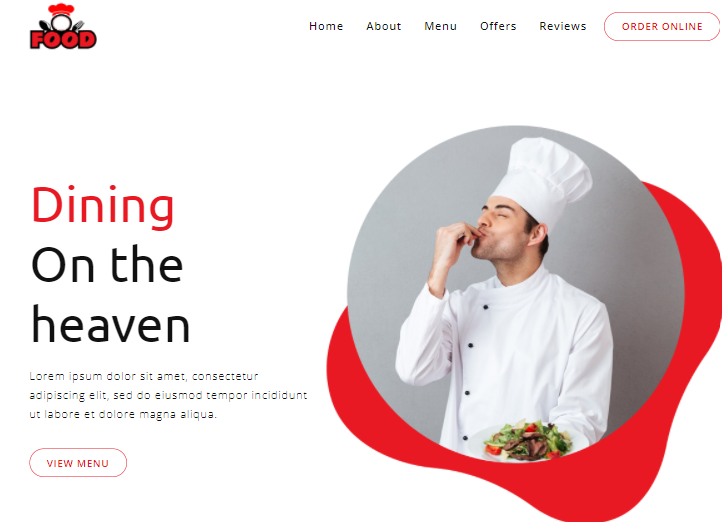 FOOD
Home About Menu Offers Reviews ORDER ONLINE
Dining
On the
heaven
Lorem ipsum dolor sit amet, consectetur
adipiscing elit, sed do eiusmod tempor incididunt
ut labore et dolore magna aliqua.
VIEW MENU